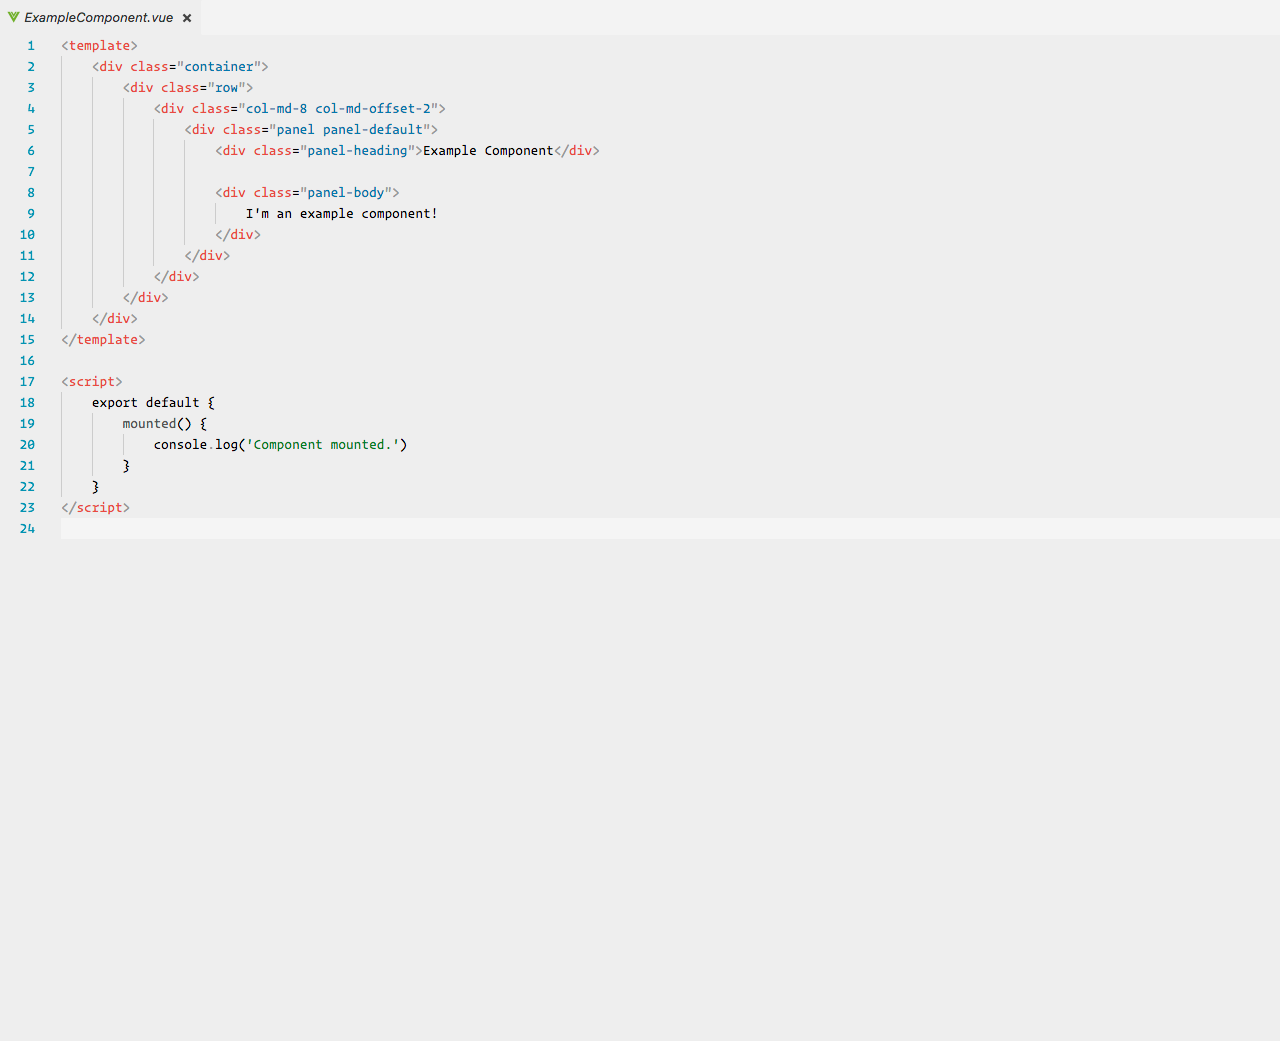 ExampleComponent.vue ×
1 <template>
2     <div class="container">
3         <div class="row">
4             <div class="col-md-8 col-md-offset-2">
5                 <div class="panel panel-default">
6                     <div class="panel-heading">Example Component</div>
7
8                     <div class="panel-body">
9                         I'm an example component!
10                     </div>
11                 </div>
12             </div>
13         </div>
14     </div>
15 </template>
16
17 <script>
18     export default {
19         mounted() {
20             console.log('Component mounted.')
21         }
22     }
23 </script>
24